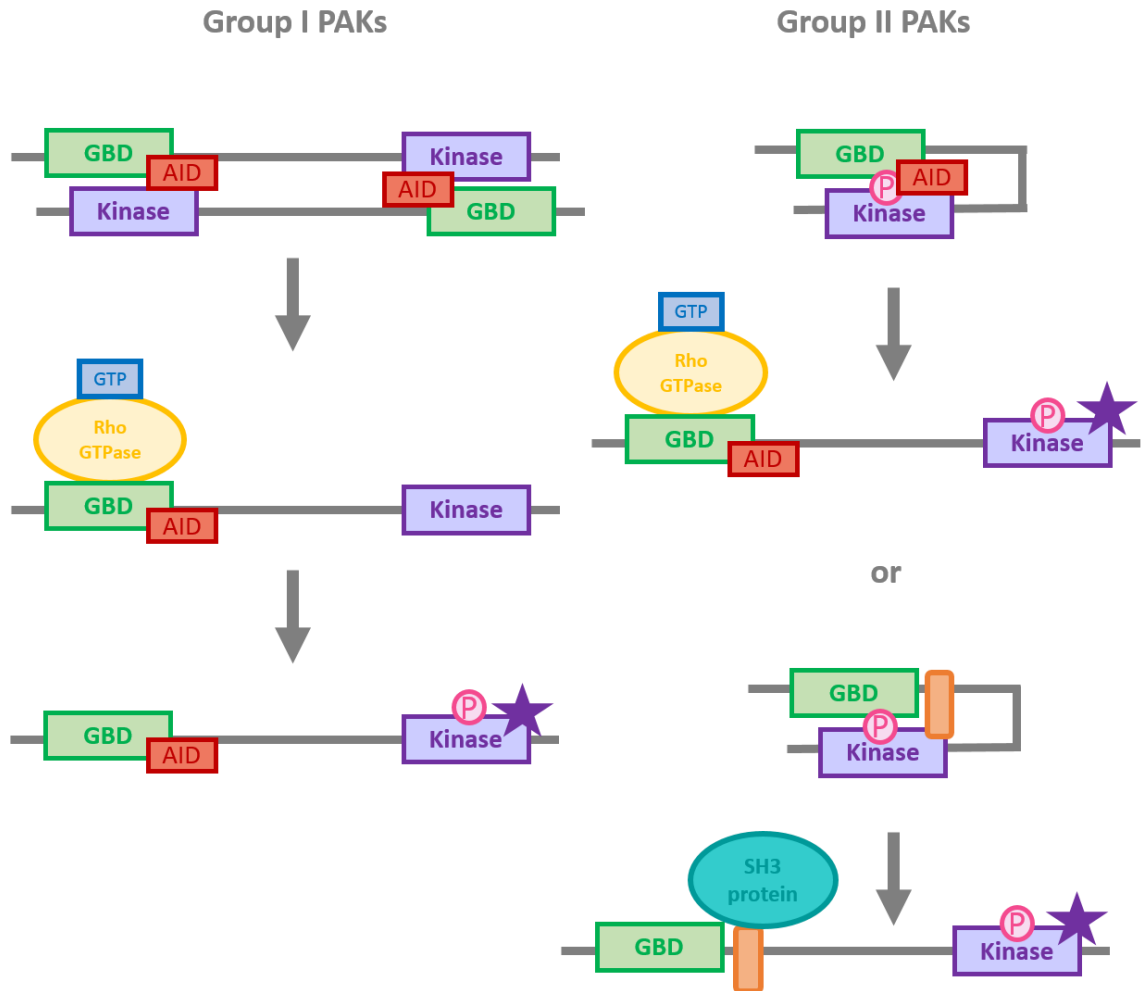 Group I PAKs
GBD
AID
Kinase
Kinase
AID
GBD
GTP
Rho
GTPase
GBD
AID
Kinase
GBD
AID
P
Kinase
Group II PAKs
GBD
P
AID
Kinase
GTP
Rho
GTPase
GBD
AID
P
Kinase
or
GBD
P
Kinase
SH3
protein
GBD
P
Kinase